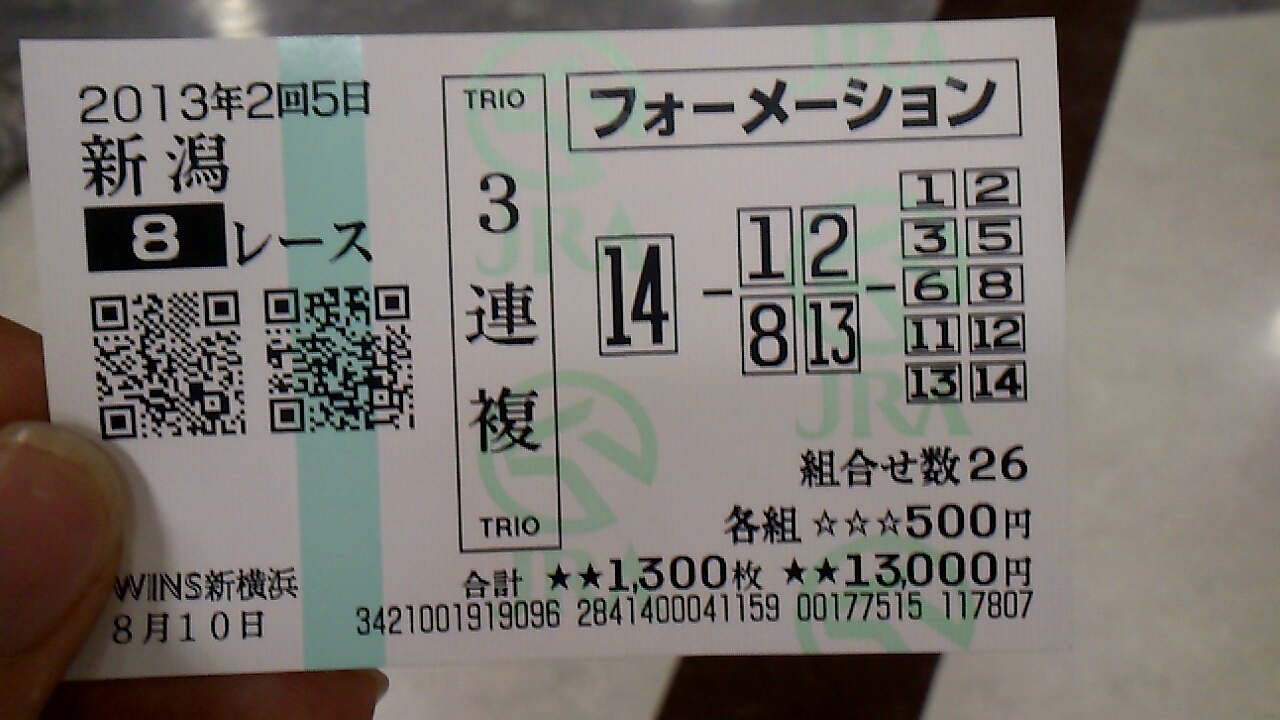 2013年2回5日
新潟
8レース
WINS新横浜
8月10日
TRIO
3連複
TRIO
フォーメーション
14 - 1 2 8 13 - 1 2 3 5 6 8 11 12 13 14
組合せ数26
各組 ☆☆☆500円
合計 ★★1,300枚 ★★13,000円
3421001919096 2841400041159 00177515 117807
JRA
JRA
JRA